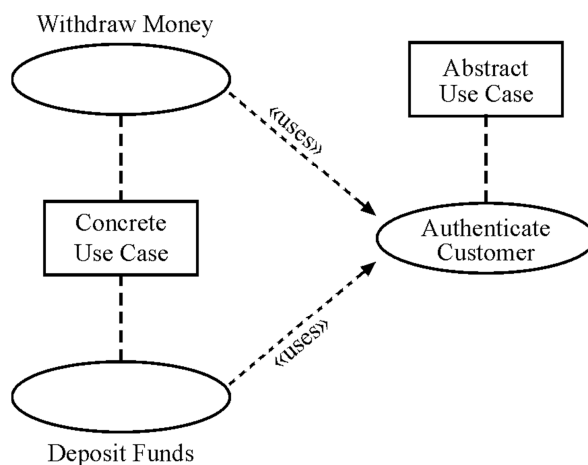 Withdraw Money
Abstract
Use Case
«uses»
Concrete
Use Case
Authenticate
Customer
«uses»
Deposit Funds